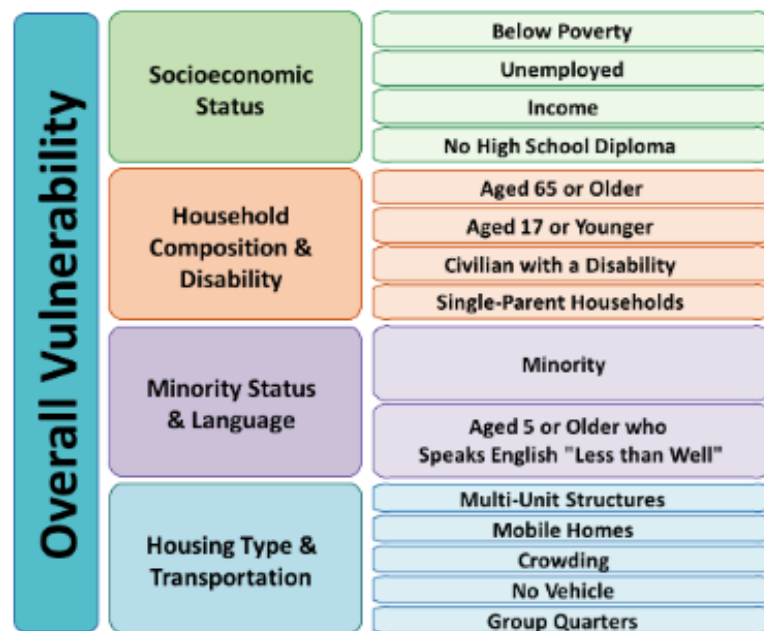 Overall Vulnerability
Socioeconomic
Status
Below Poverty
Unemployed
Income
No High School Diploma
Household
Composition &
Disability
Aged 65 or Older
Aged 17 or Younger
Civilian with a Disability
Single-Parent Households
Minority Status
& Language
Minority
Aged 5 or Older who
Speaks English "Less than Well"
Housing Type &
Transportation
Multi-Unit Structures
Mobile Homes
Crowding
No Vehicle
Group Quarters